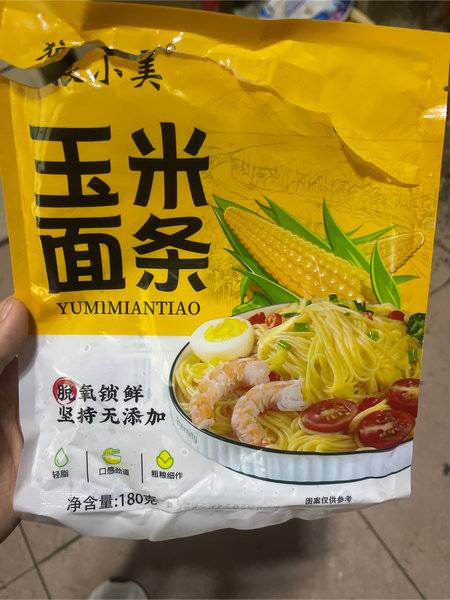 小美
玉米
面条
YUMIMIANTIAO
脱氧锁鲜
坚持无添加
轻脂
口感劲道
粗粮细作
净含量:180克
图案仅供参考